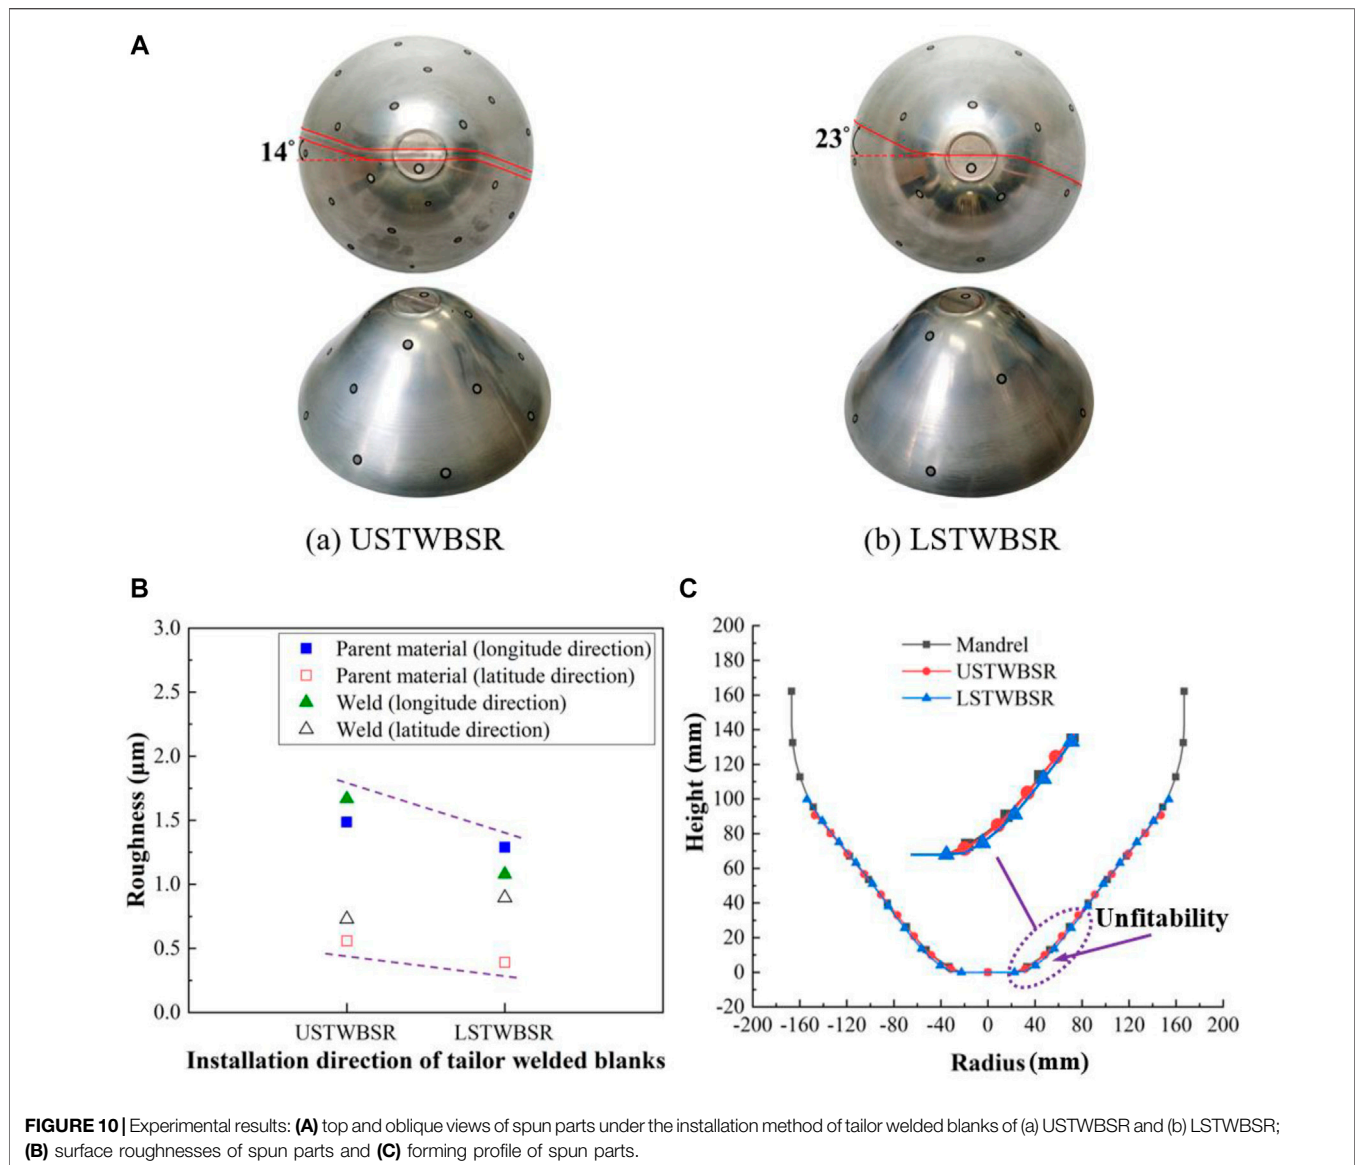 A
14°
23°
(a) USTWBSR
(b) LSTWBSR
B
3.0
2.5
2.0
1.5
1.0
0.5
0.0
Roughness (μm)
Parent material (longitude direction)
Parent material (latitude direction)
Weld (longitude direction)
Weld (latitude direction)
USTWBSR LSTWBSR
Installation direction of tailor welded blanks
C
200
180
160
140
120
100
80
60
40
20
0
-20
Height (mm)
Mandrel
USTWBSR
LSTWBSR
Unfitability
-200 -160 -120 -80 -40 0 40 80 120 160 200
Radius (mm)
FIGURE 10 | Experimental results: (A) top and oblique views of spun parts under the installation method of tailor welded blanks of (a) USTWBSR and (b) LSTWBSR;
(B) surface roughnesses of spun parts and (C) forming profile of spun parts.